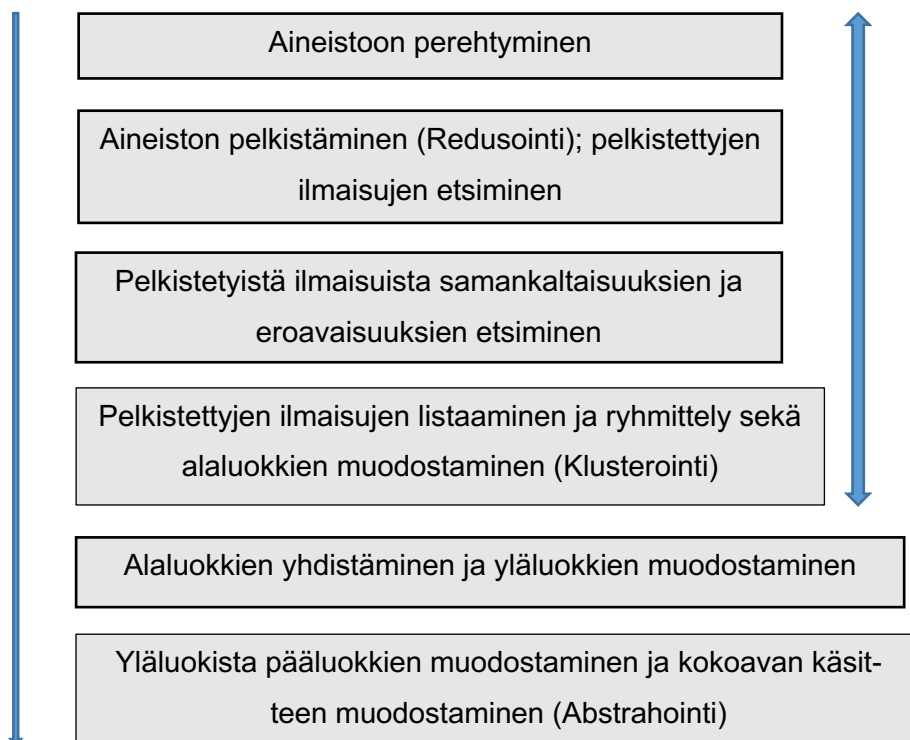 Aineistoon perehtyminen
Aineiston pelkistäminen (Redusointi); pelkistettyjen
ilmaisujen etsiminen
Pelkistetyistä ilmaisuista samankaltaisuuksien ja
eroavaisuuksien etsiminen
Pelkistettyjen ilmaisujen listaaminen ja ryhmittely sekä
alaluokkien muodostaminen (Klusterointi)
Alaluokkien yhdistäminen ja yläluokkien muodostaminen
Yläluokista pääluokkien muodostaminen ja kokoavan käsit-
teen muodostaminen (Abstrahointi)